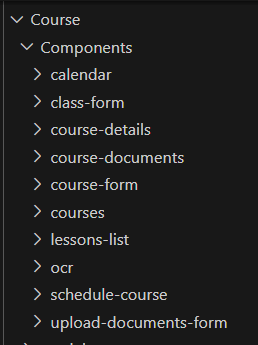 Course
Components
calendar
class-form
course-details
course-documents
course-form
courses
lessons-list
ocr
schedule-course
upload-documents-form